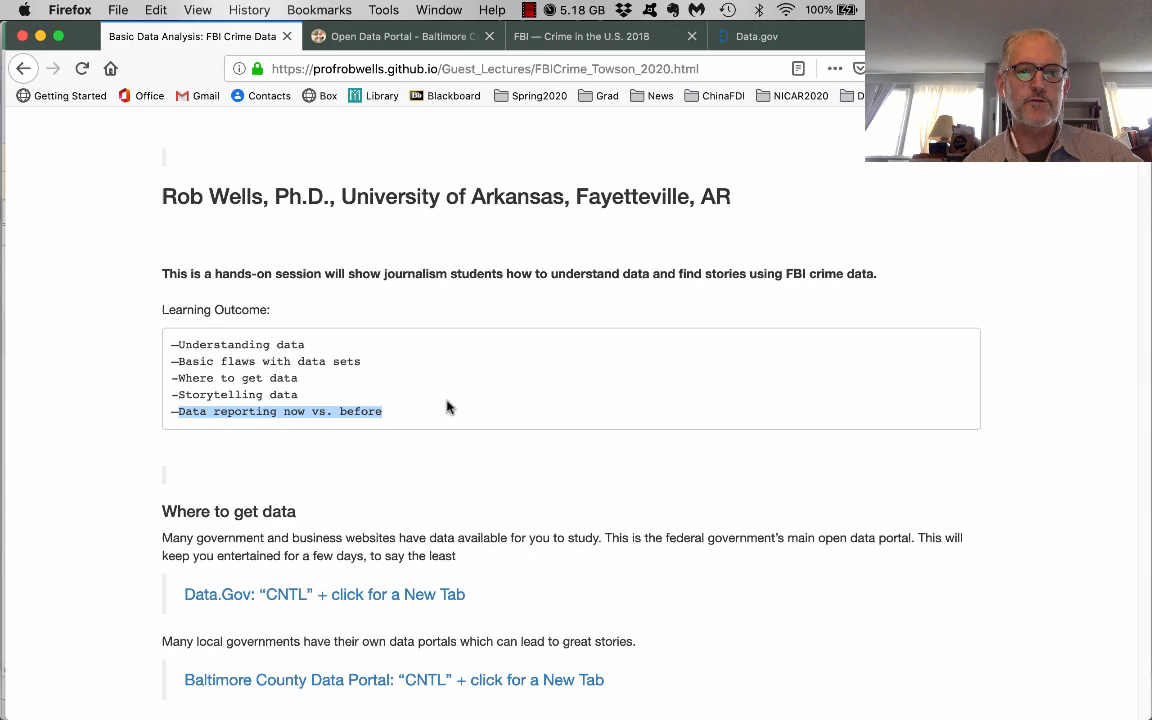 Firefox File Edit View History Bookmarks Tools Window Help 5.18 GB 100%
Basic Data Analysis: FBI Crime Data Open Data Portal - Baltimore C FBI — Crime in the U.S. 2018 Data.gov
https://profrobwells.github.io/Guest_Lectures/FBICrime_Towson_2020.html
Getting Started Office Gmail Contacts Box Library Blackboard Spring2020 Grad News ChinaFDI NICAR2020 D
Rob Wells, Ph.D., University of Arkansas, Fayetteville, AR
This is a hands-on session will show journalism students how to understand data and find stories using FBI crime data.
Learning Outcome:
—Understanding data
—Basic flaws with data sets
-Where to get data
-Storytelling data
—Data reporting now vs. before
Where to get data
Many government and business websites have data available for you to study. This is the federal government’s main open data portal. This will
keep you entertained for a few days, to say the least
Data.Gov: “CNTL” + click for a New Tab
Many local governments have their own data portals which can lead to great stories.
Baltimore County Data Portal: “CNTL” + click for a New Tab